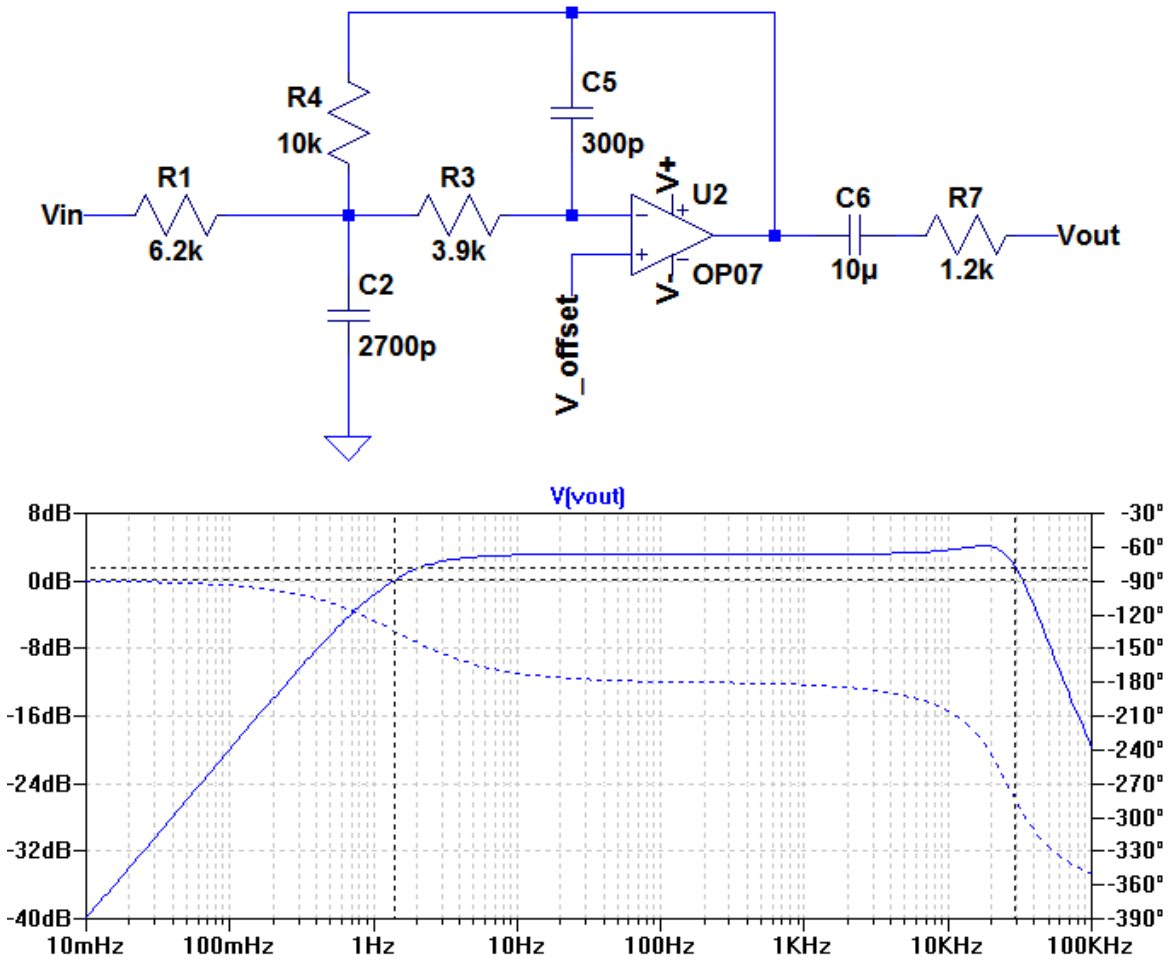 R4
10k
C5
300p
R1
6.2k
R3
3.9k
Vin
C2
2700p
V+
U2
- +
+ -
V-
OP07
V_offset
C6
10µ
R7
1.2k
Vout
V(vout)
8dB
0dB
-8dB
-16dB
-24dB
-32dB
-40dB
-30°
-60°
-90°
-120°
-150°
-180°
-210°
-240°
-270°
-300°
-330°
-360°
-390°
10mHz
100mHz
1Hz
10Hz
100Hz
1KHz
10KHz
100KHz